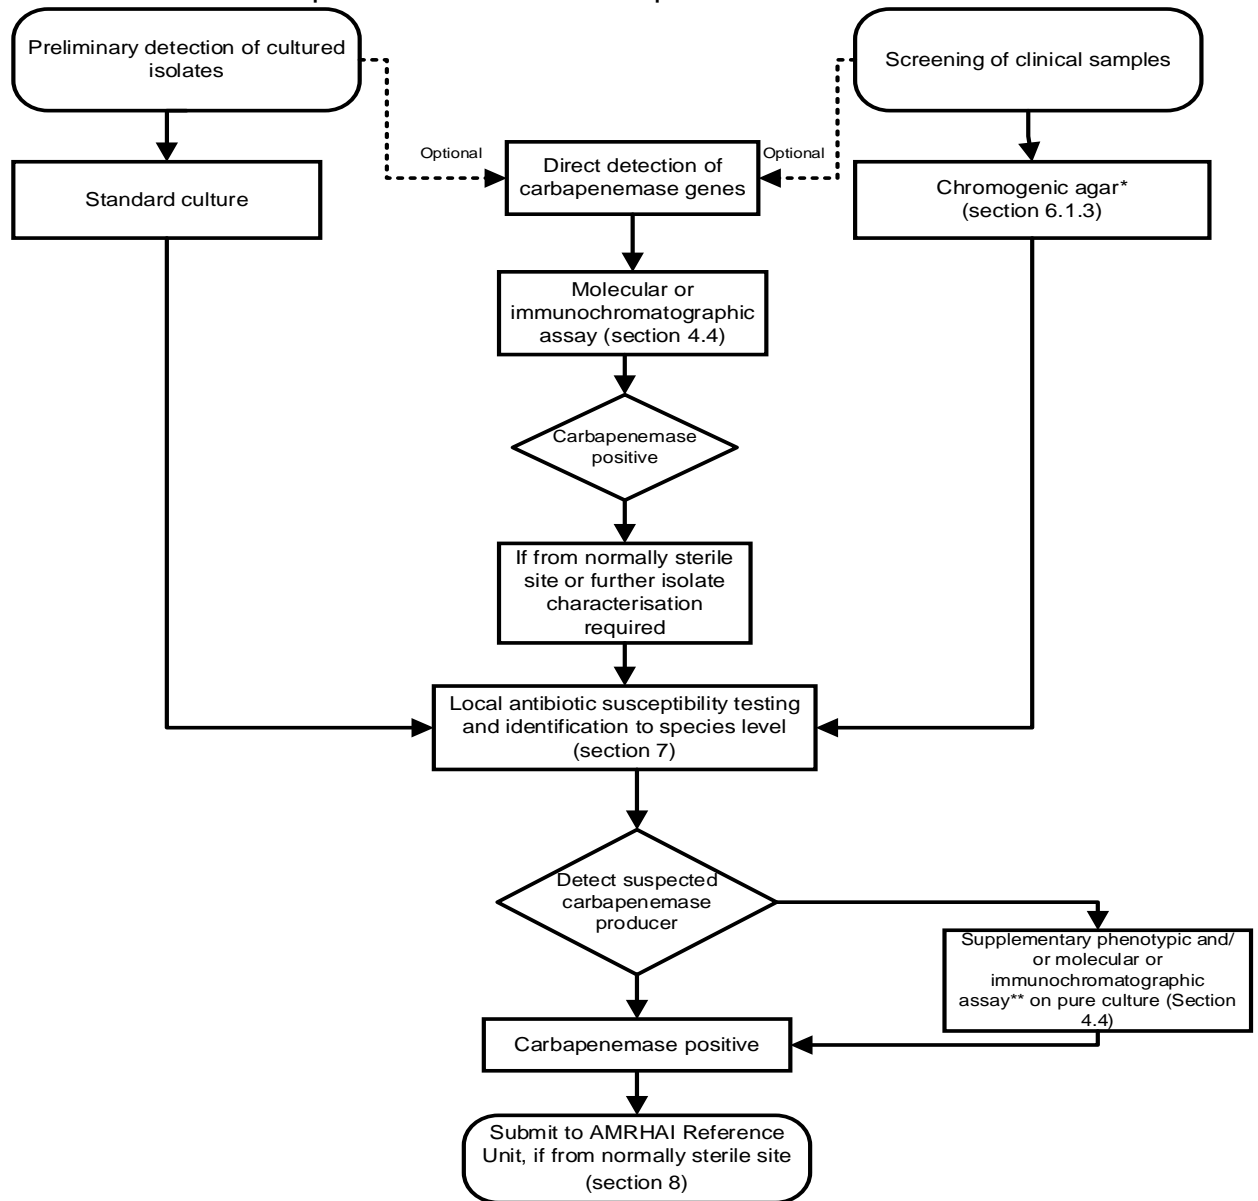 Preliminary detection of cultured
isolates
Screening of clinical samples
Optional
Optional
Direct detection of
carbapenemase genes
Standard culture
Chromogenic agar*
(section 6.1.3)
Molecular or
immunochromatographic
assay (section 4.4)
Carbapenemase
positive
If from normally sterile
site or further isolate
characterisation
required
Local antibiotic susceptibility testing
and identification to species level
(section 7)
Detect suspected
carbapenemase
producer
Supplementary phenotypic and/
or molecular or
immunochromatographic
assay** on pure culture (Section
4.4)
Carbapenemase positive
Submit to AMRHAI Reference
Unit, if from normally sterile site
(section 8)